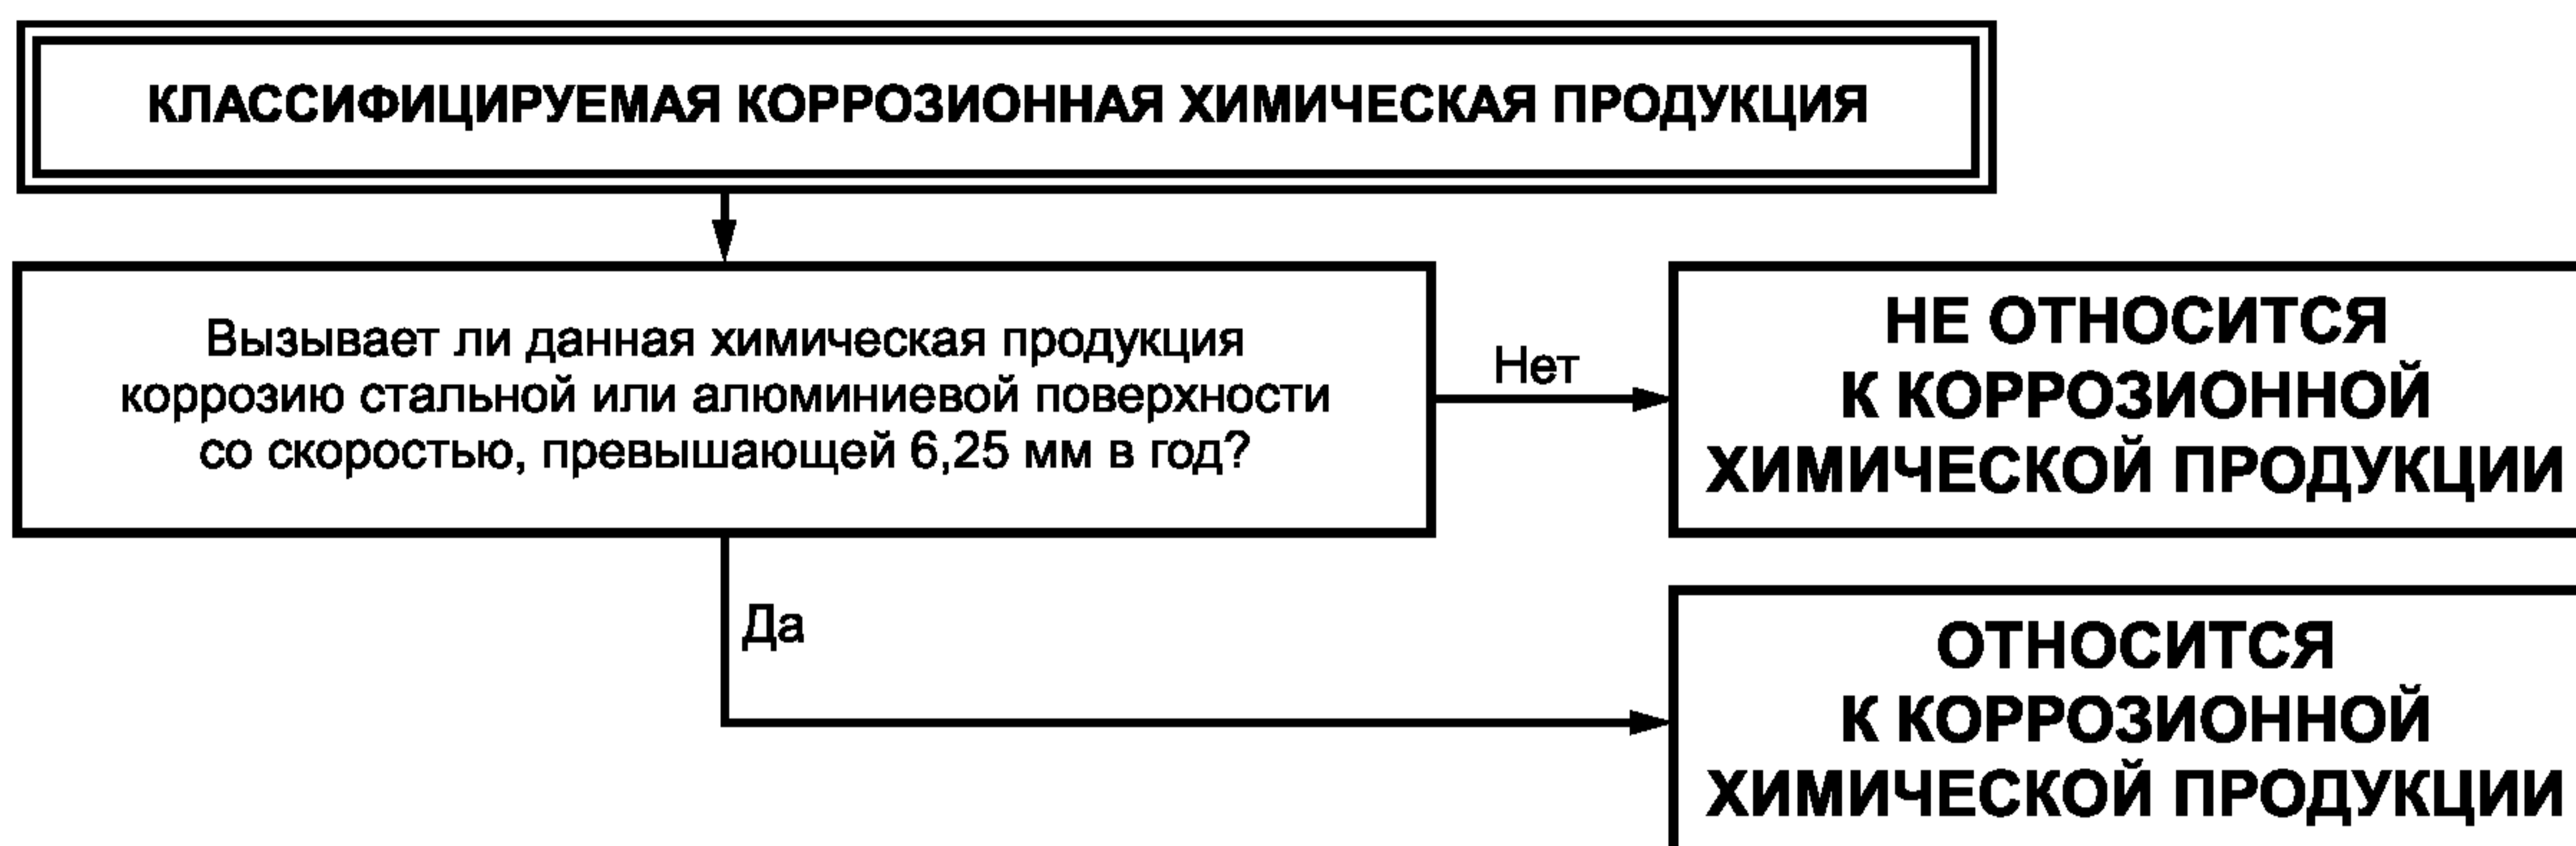 КЛАССИФИЦИРУЕМАЯ КОРРОЗИОННАЯ ХИМИЧЕСКАЯ ПРОДУКЦИЯ
Вызывает ли данная химическая продукция
коррозию стальной или алюминиевой поверхности
со скоростью, превышающей 6,25 мм в год?
Нет
НЕ ОТНОСИТСЯ
К КОРРОЗИОННОЙ
ХИМИЧЕСКОЙ ПРОДУКЦИИ
Да
ОТНОСИТСЯ
К КОРРОЗИОННОЙ
ХИМИЧЕСКОЙ ПРОДУКЦИИ